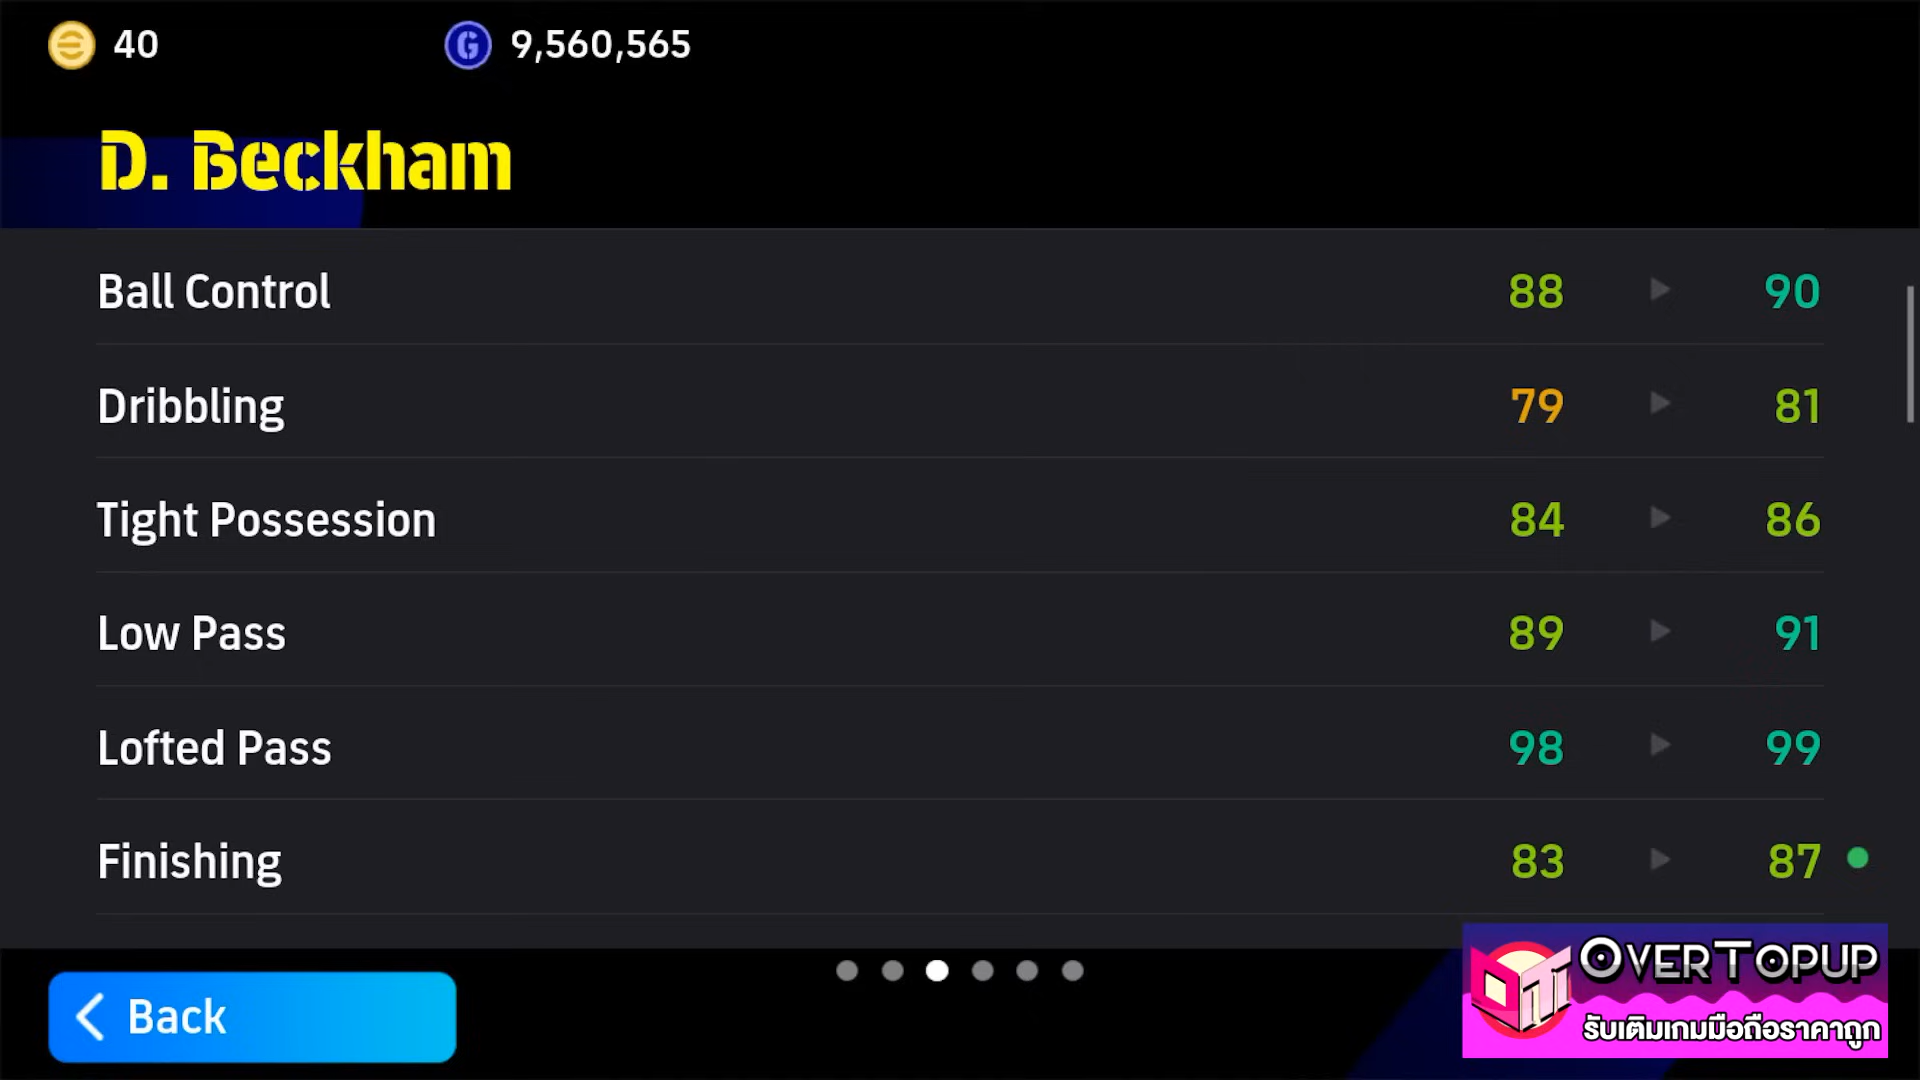 40 9,560,565
D. Beckham
Ball Control 88 90
Dribbling 79 81
Tight Possession 84 86
Low Pass 89 91
Lofted Pass 98 99
Finishing 83 87
Back
OVERTOPUP
รับเติมเกมมือถือราคาถูก